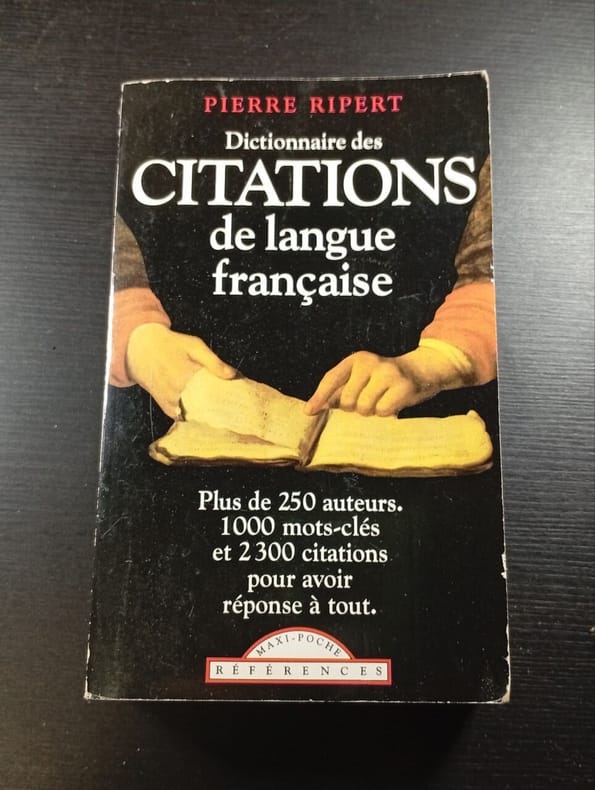 PIERRE RIPERT
Dictionnaire des
CITATIONS
de langue
française
Plus de 250 auteurs.
1000 mots-clés
et 2 300 citations
pour avoir
réponse à tout.
MAXI-POCHE
RÉFÉRENCES